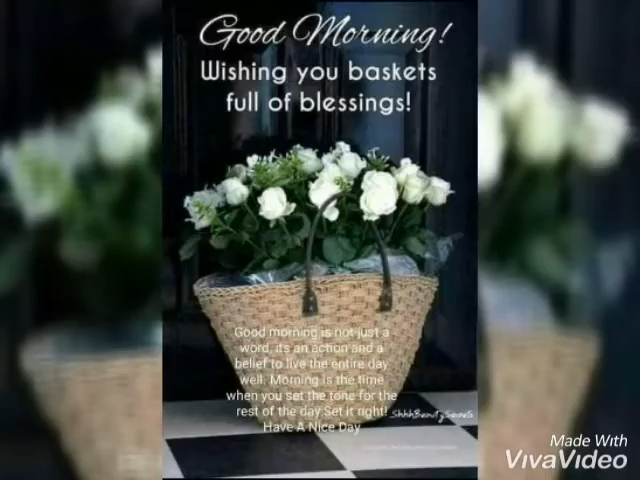 Good Morning!
Wishing you baskets
full of blessings!
Good morning is not just a
word, its an action and a
belief to live the entire day
well. Morning is the time
when you set the tone for the
rest of the day Set it right!
Have A Nice Day
ShhhBeautySecrets
Made With
VivaVideo